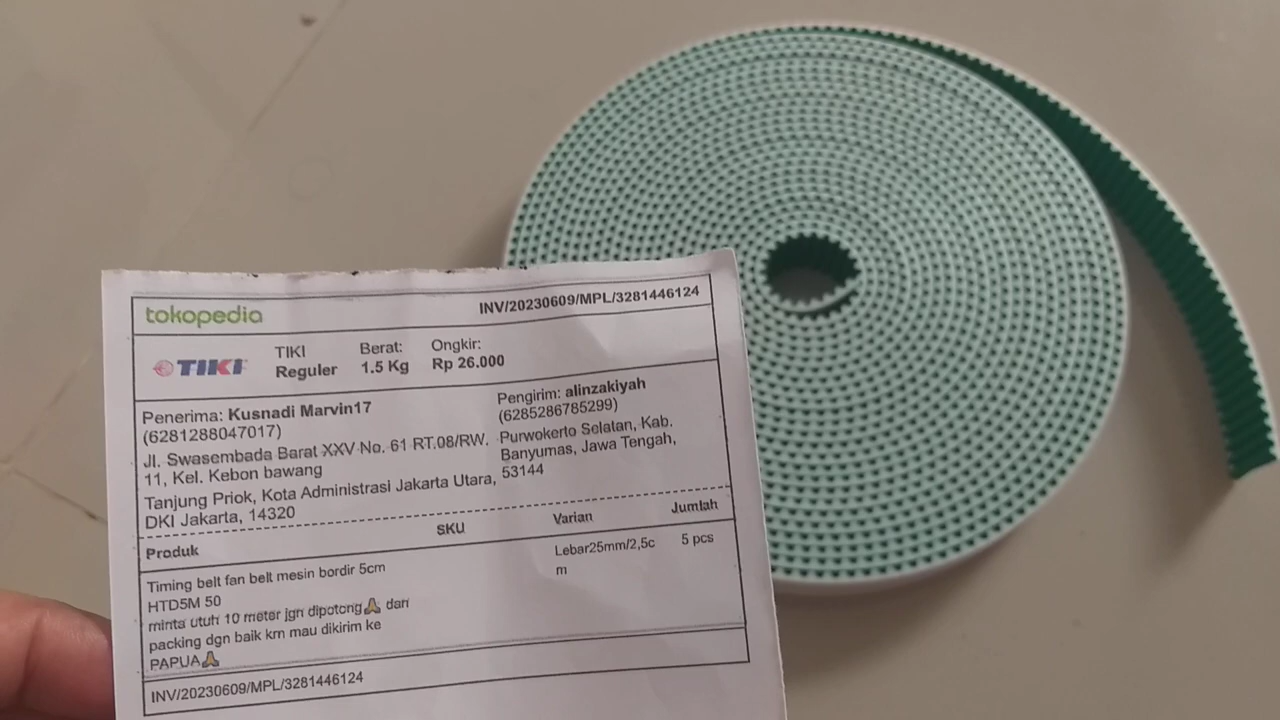 tokopedia
INV/20230609/MPL/3281446124
TIKI
TIKI
Reguler
Berat:
1.5 Kg
Ongkir:
Rp 26.000
Penerima: Kusnadi Marvin17
(6281288047017)
Jl. Swasembada Barat XXV No. 61 RT.08/RW.
11, Kel. Kebon bawang
Tanjung Priok, Kota Administrasi Jakarta Utara,
DKI Jakarta, 14320
Pengirim: alinzakiyah
(6285286785299)
Purwokerto Selatan, Kab.
Banyumas, Jawa Tengah,
53144
Produk
SKU
Varian
Jumlah
Timing belt fan belt mesin bordir 5cm
HTD5M 50
minta utuh 10 meter jgn dipotong🙏 dan
packing dgn baik krn mau dikirim ke
PAPUA🙏
Lebar25mm/2,5c
m
5 pcs
INV/20230609/MPL/3281446124